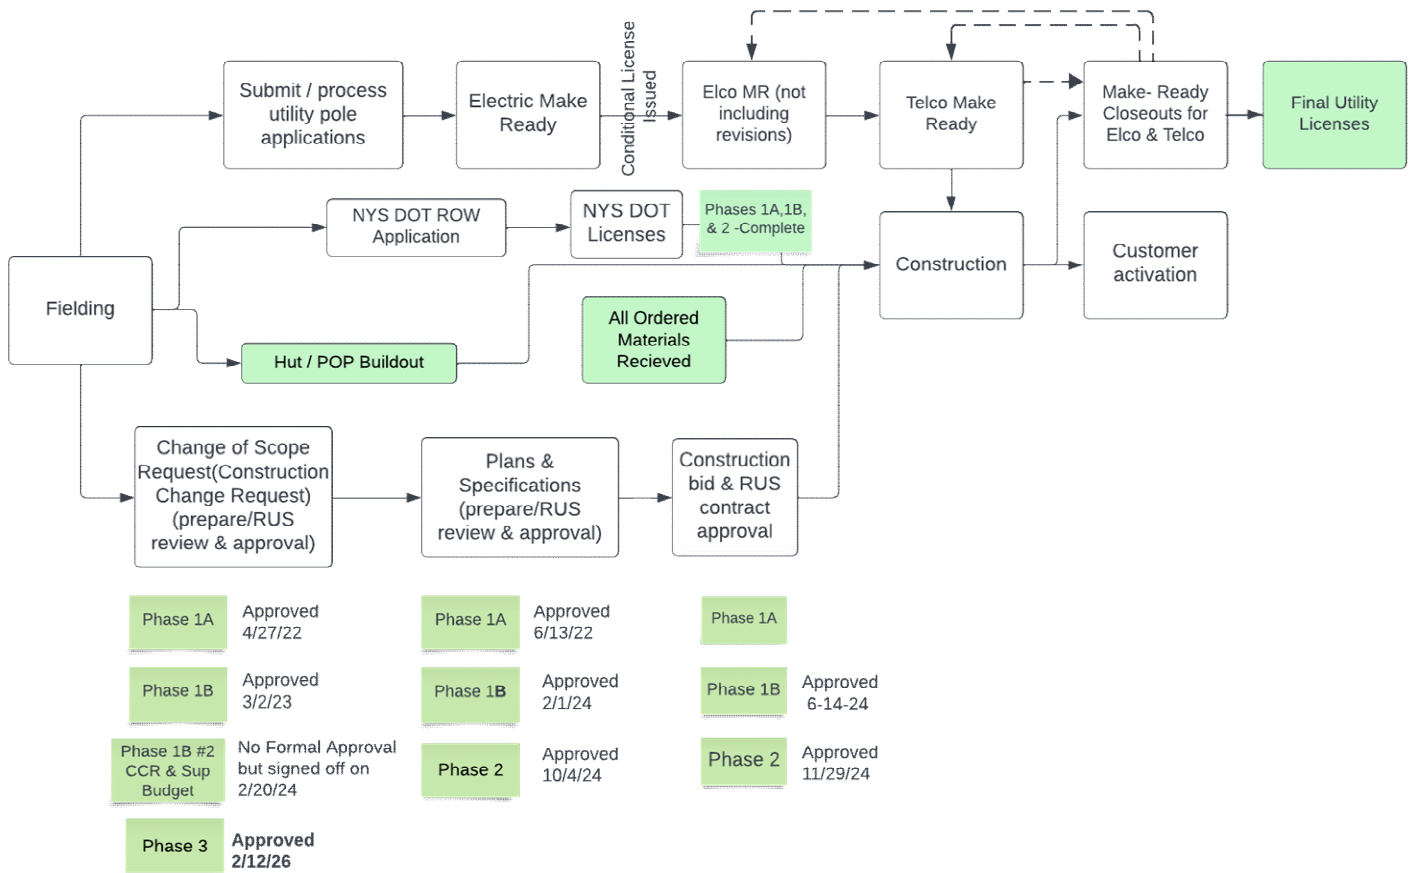 Submit / process
utility pole
applications
Electric Make
Ready
Conditional License
Issued
Elco MR (not
including
revisions)
Telco Make
Ready
Make- Ready
Closeouts for
Elco & Telco
Final Utility
Licenses
NYS DOT ROW
Application
NYS DOT
Licenses
Phases 1A,1B,
& 2 -Complete
Fielding
Construction
Customer
activation
Hut / POP Buildout
All Ordered
Materials
Recieved
Change of Scope
Request(Construction
Change Request)
(prepare/RUS
review & approval)
Plans &
Specifications
(prepare/RUS
review & approval)
Construction
bid & RUS
contract
approval
Phase 1A
Approved
4/27/22
Phase 1A
Approved
6/13/22
Phase 1A
Phase 1B
Approved
3/2/23
Phase 1B
Approved
2/1/24
Phase 1B
Approved
6-14-24
Phase 1B #2
CCR & Sup
Budget
No Formal Approval
but signed off on
2/20/24
Phase 2
Approved
10/4/24
Phase 2
Approved
11/29/24
Phase 3
Approved
2/12/26